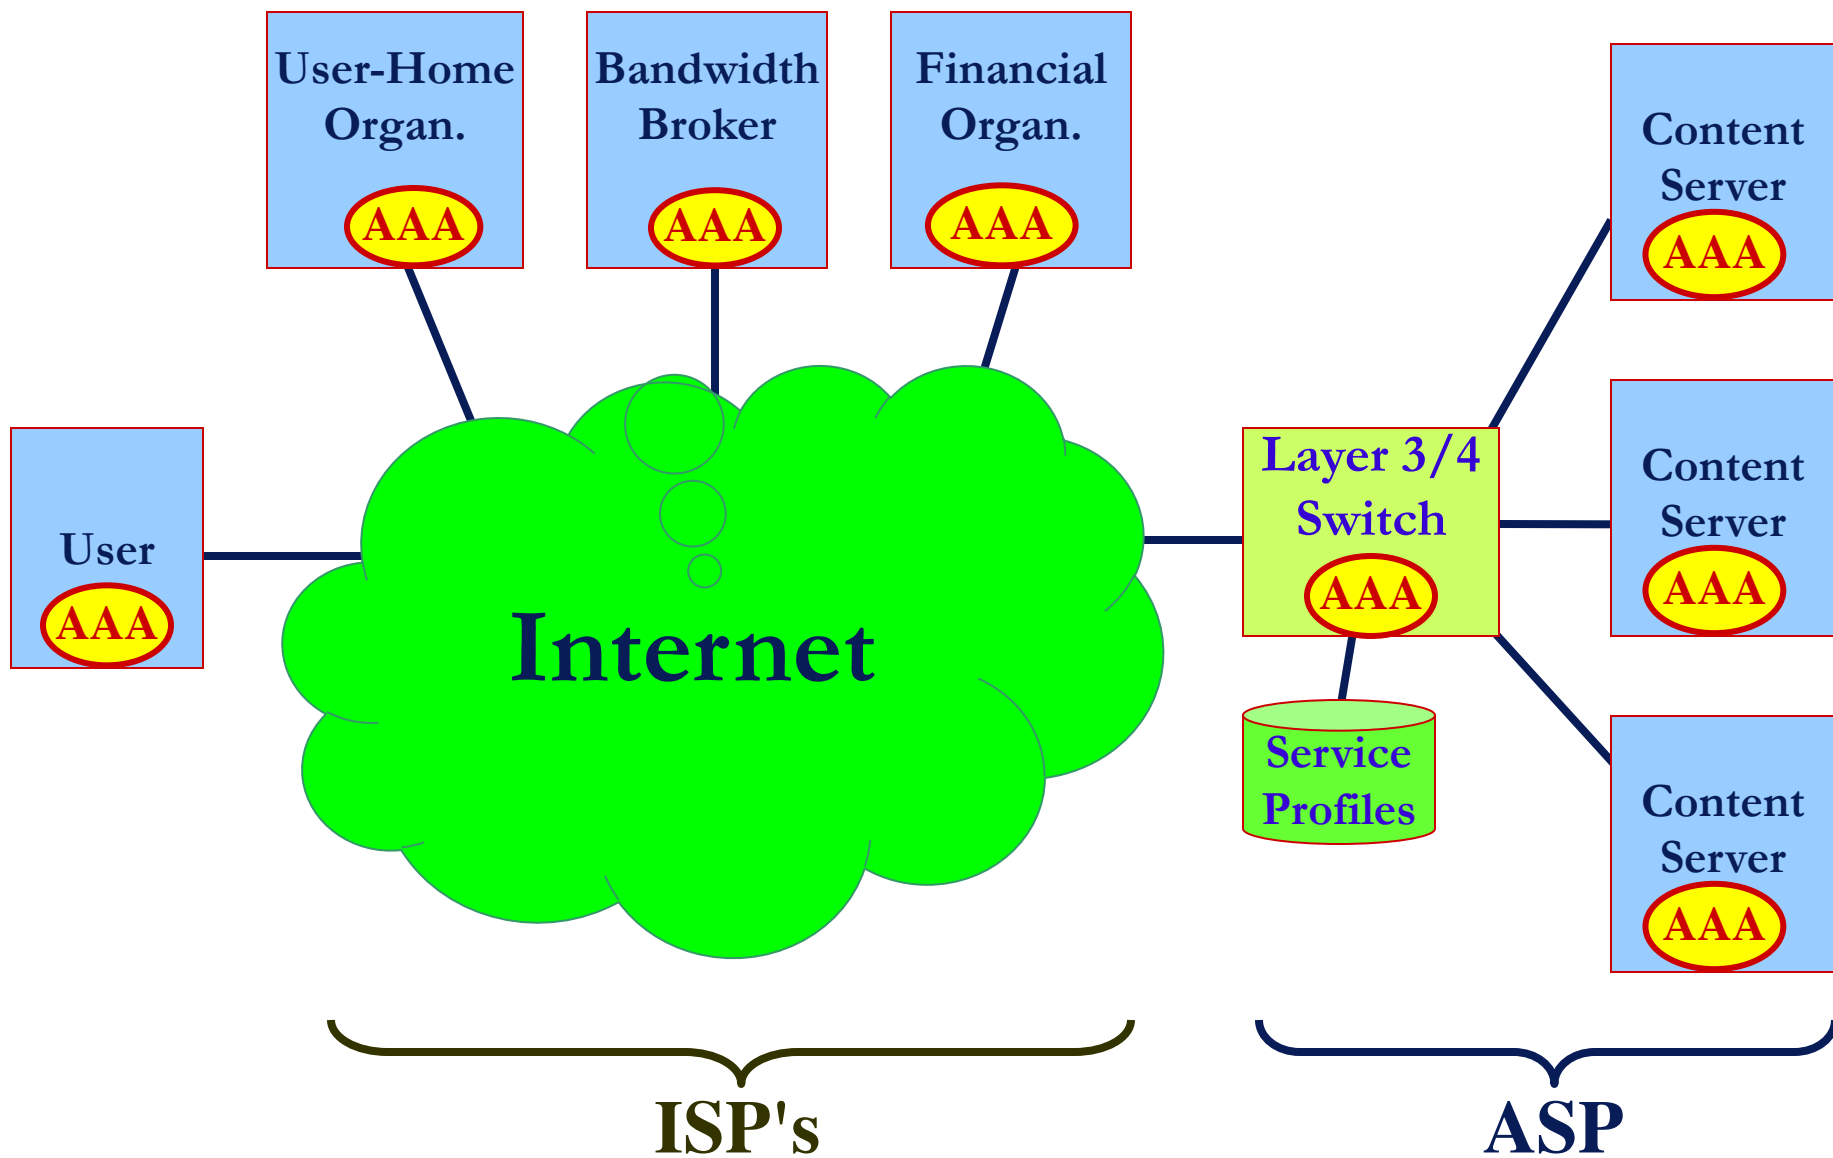 User-Home
Organ.
AAA
Bandwidth
Broker
AAA
Financial
Organ.
AAA
Content
Server
AAA
User
AAA
Internet
Layer 3/4
Switch
AAA
Content
Server
AAA
Service
Profiles
Content
Server
AAA
ISP's
ASP